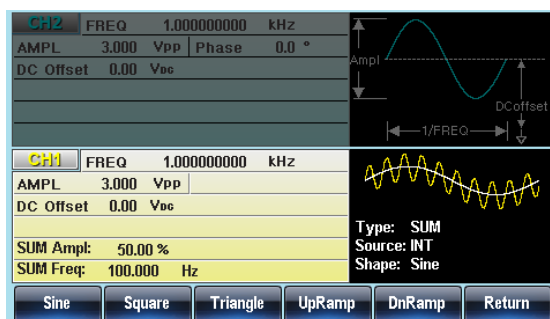 CH2 FREQ 1.000000000 kHz
AMPL 3.000 Vpp Phase 0.0 °
DC Offset 0.00 VDC
Ampl
DCoffset
1/FREQ
CH1 FREQ 1.000000000 kHz
AMPL 3.000 Vpp
DC Offset 0.00 VDC
SUM Ampl: 50.00 %
SUM Freq: 100.000 Hz
Type: SUM
Source: INT
Shape: Sine
Sine Square Triangle UpRamp DnRamp Return